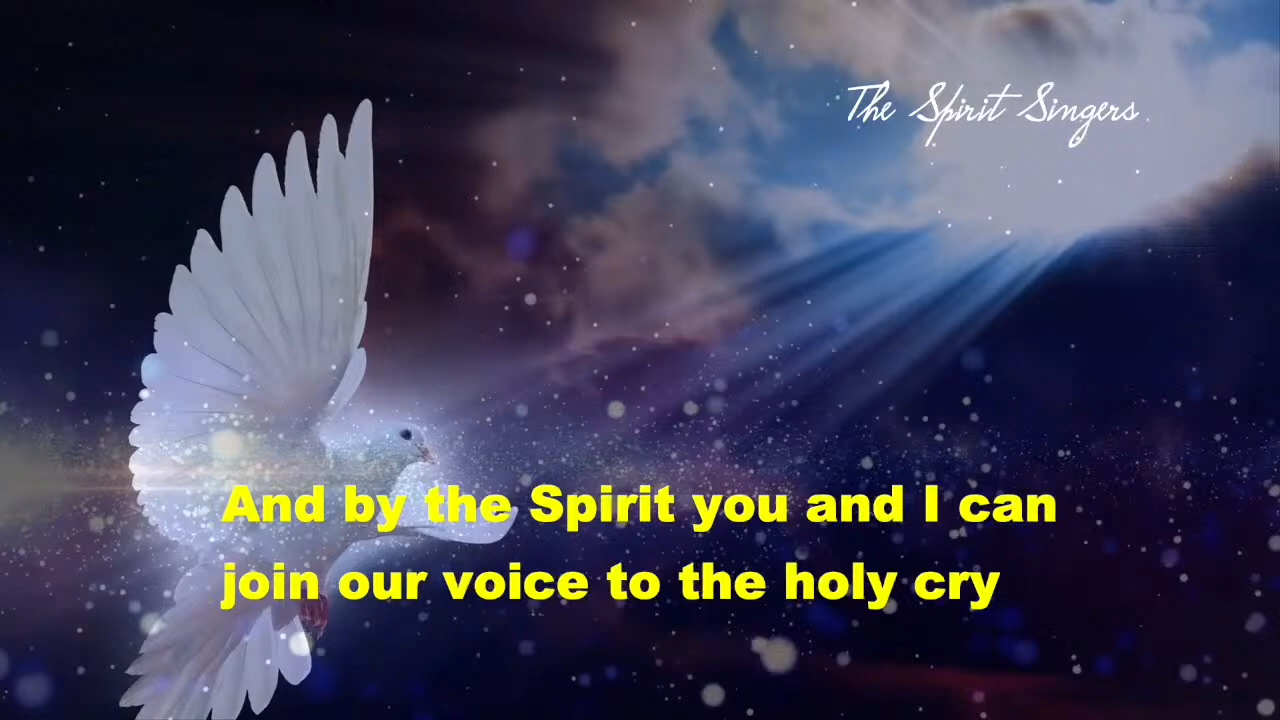 The Spirit Singers
And by the Spirit you and I can
join our voice to the holy cry